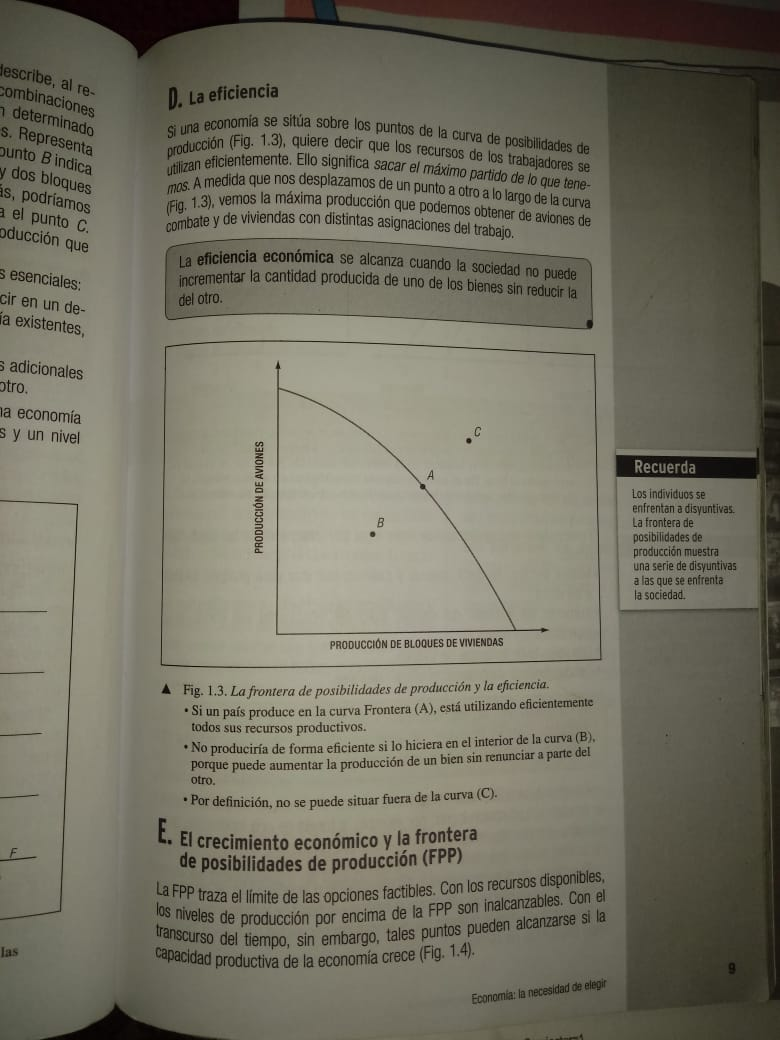 describe, al re-
combinaciones
n determinado
s. Representa
punto B indica
y dos bloques
ás, podríamos
a el punto C.
oducción que
s esenciales:
cir en un de-
ía existentes,
s adicionales
otro.
na economía
s y un nivel
F
las
D. La eficiencia
Si una economía se sitúa sobre los puntos de la curva de posibilidades de
producción (Fig. 1.3), quiere decir que los recursos de los trabajadores se
utilizan eficientemente. Ello significa sacar el máximo partido de lo que tene-
mos. A medida que nos desplazamos de un punto a otro a lo largo de la curva
(Fig. 1.3), vemos la máxima producción que podemos obtener de aviones de
combate y de viviendas con distintas asignaciones del trabajo.
La eficiencia económica se alcanza cuando la sociedad no puede
incrementar la cantidad producida de uno de los bienes sin reducir la
del otro.
PRODUCCIÓN DE AVIONES
C
A
B
PRODUCCIÓN DE BLOQUES DE VIVIENDAS
▲ Fig. 1.3. La frontera de posibilidades de producción y la eficiencia.
• Si un país produce en la curva Frontera (A), está utilizando eficientemente
todos sus recursos productivos.
• No produciría de forma eficiente si lo hiciera en el interior de la curva (B),
porque puede aumentar la producción de un bien sin renunciar a parte del
otro.
• Por definición, no se puede situar fuera de la curva (C).
E. El crecimiento económico y la frontera
de posibilidades de producción (FPP)
La FPP traza el límite de las opciones factibles. Con los recursos disponibles,
los niveles de producción por encima de la FPP son inalcanzables. Con el
transcurso del tiempo, sin embargo, tales puntos pueden alcanzarse si la
capacidad productiva de la economía crece (Fig. 1.4).
Recuerda
Los individuos se
enfrentan a disyuntivas.
La frontera de
posibilidades de
producción muestra
una serie de disyuntivas
a las que se enfrenta
la sociedad.
Economía: la necesidad de elegir
9